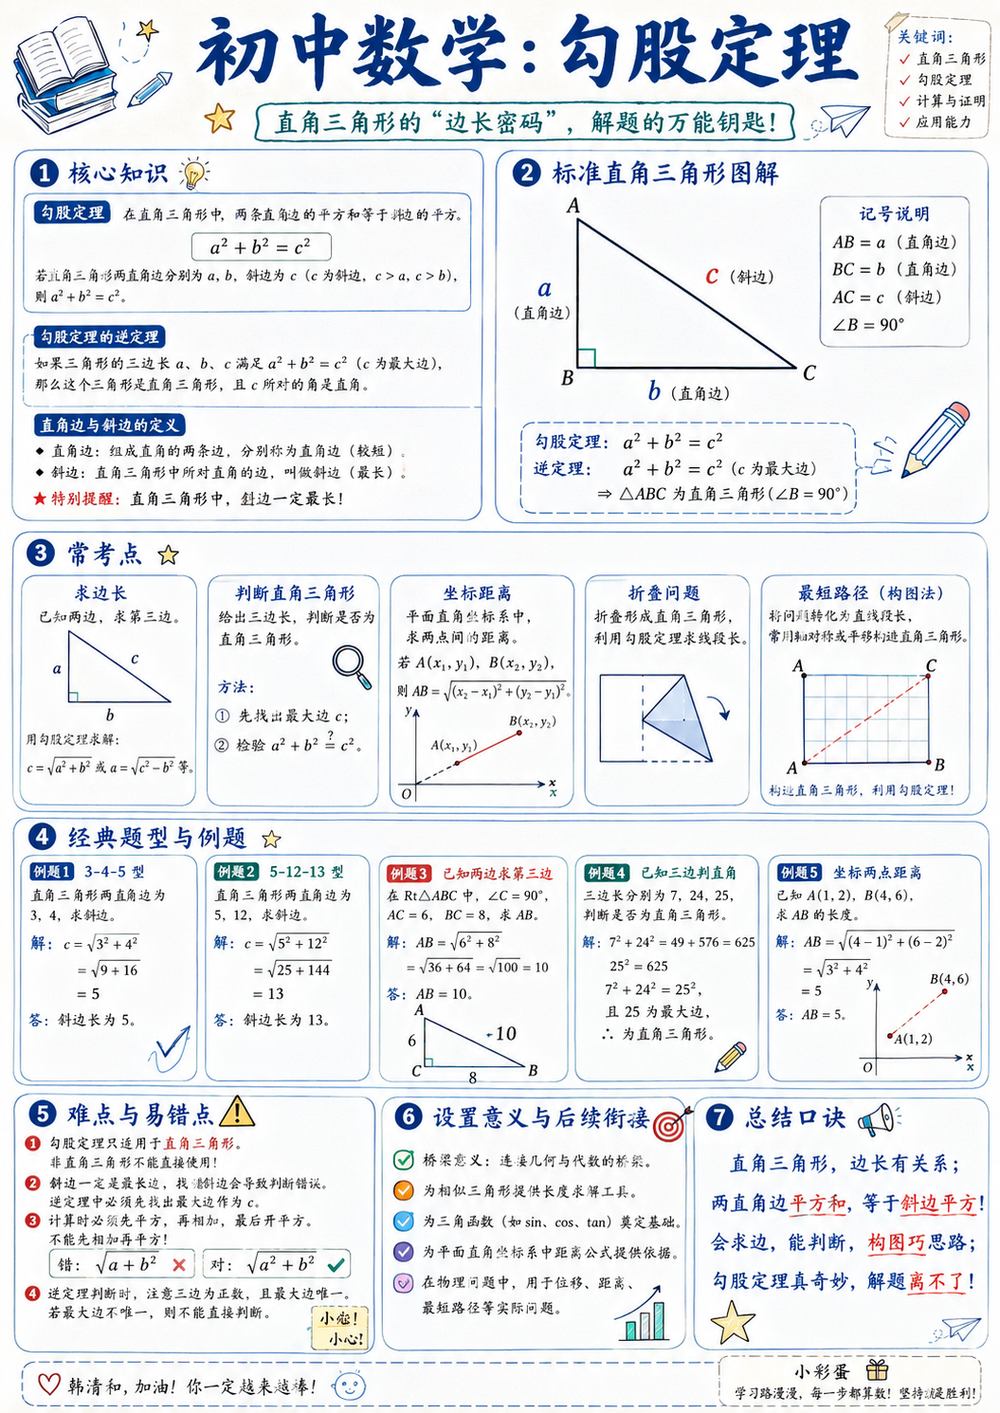 初中数学：勾股定理
直角三角形的“边长密码”，解题的万能钥匙！
关键词：
✓ 直角三角形
✓ 勾股定理
✓ 计算与证明
✓ 应用能力
1 核心知识
勾股定理 在直角三角形中，两条直角边的平方和等于斜边的平方。
a² + b² = c²
若直角三角形两直角边分别为 a, b，斜边为 c（c 为斜边，c > a, c > b），
则 a² + b² = c²。
勾股定理的逆定理
如果三角形的三边长 a、b、c 满足 a² + b² = c²（c 为最大边），
那么这个三角形是直角三角形，且 c 所对的角是直角。
直角边与斜边的定义
◆ 直角边：组成直角的两条边，分别称为直角边（较短）。
◆ 斜边：直角三角形中所对直角的边，叫做斜边（最长）。
★ 特别提醒：直角三角形中，斜边一定最长！
2 标准直角三角形图解
A
a
（直角边）
c（斜边）
B
C
b（直角边）
记号说明
AB = a（直角边）
BC = b（直角边）
AC = c（斜边）
∠B = 90°
勾股定理： a² + b² = c²
逆定理： a² + b² = c²（c 为最大边）
⇒ △ABC 为直角三角形（∠B = 90°）
3 常考点
求边长
已知两边，求第三边。
a
c
b
用勾股定理求解：
c = √(a² + b²) 或 a = √(c² − b²) 等。
判断直角三角形
给出三边长，判断是否为
直角三角形。
方法：
① 先找出最大边 c；
② 检验 a² + b² ≟ c²。
坐标距离
平面直角坐标系中，
求两点间的距离。
若 A(x₁, y₁)，B(x₂, y₂)，
则 AB = √((x₂ − x₁)² + (y₂ − y₁)²)。
y
B(x₂, y₂)
A(x₁, y₁)
O
x
x
折叠问题
折叠形成直角三角形，
利用勾股定理求线段长。
最短路径（构图法）
将问题转化为直线段长，
常用轴对称或平移构造直角三角形。
A
C
A
B
构造直角三角形，利用勾股定理！
4 经典题型与例题
例题1 3-4-5 型
直角三角形两直角边为
3, 4，求斜边。
解： c = √(3² + 4²)
= √(9 + 16)
= 5
答：斜边长为 5。
例题2 5-12-13 型
直角三角形两直角边为
5, 12，求斜边。
解： c = √(5² + 12²)
= √(25 + 144)
= 13
答：斜边长为 13。
例题3 已知两边求第三边
在 Rt△ABC 中，∠C = 90°，
AC = 6， BC = 8，求 AB。
解： AB = √(6² + 8²)
= √(36 + 64) = √100 = 10
答：AB = 10。
A
6
10
C
8
B
例题4 已知三边判直角
三边长分别为 7, 24, 25，
判断是否为直角三角形。
解：7² + 24² = 49 + 576 = 625
25² = 625
7² + 24² = 25²，
且 25 为最大边，
∴ 为直角三角形。
例题5 坐标两点距离
已知 A(1, 2)，B(4, 6)，
求 AB 的长度。
解： AB = √((4 − 1)² + (6 − 2)²)
= √(3² + 4²)
= 5
答：AB = 5。
y
B(4, 6)
A(1, 2)
O
x
x
5 难点与易错点
1 勾股定理只适用于直角三角形。
非直角三角形不能直接使用！
2 斜边一定是最长边，找错斜边会导致判断错误。
逆定理中必须先找出最大边作为 c。
3 计算时必须先平方，再相加，最后开平方。
不能先相加再平方！
错： √(a + b²) ✕
对： √(a² + b²) ✓
4 逆定理判断时，注意三边为正数，且最大边唯一。
若最大边不唯一，则不能直接判断。
小心！
小心!
6 设置意义与后续衔接
桥梁意义：连接几何与代数的桥梁。
为相似三角形提供长度求解工具。
为三角函数（如 sin、cos、tan）奠定基础。
为平面直角坐标系中距离公式提供依据。
在物理问题中，用于位移、距离、
最短路径等实际问题。
7 总结口诀
直角三角形，边长有关系；
两直角边平方和，等于斜边平方！
会求边，能判断，构图巧思路；
勾股定理真奇妙，解题离不了！
韩清和，加油！你一定越来越棒！
小彩蛋
学习路漫漫，每一步都算数！坚持就是胜利！